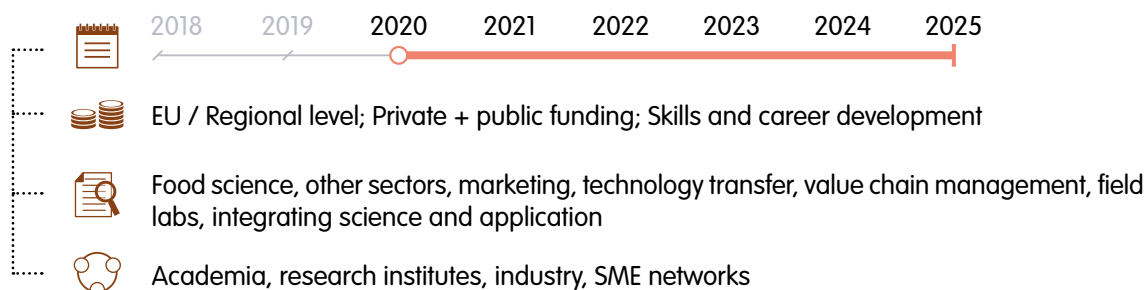 2018 2019 2020 2021 2022 2023 2024 2025
EU / Regional level; Private + public funding; Skills and career development
Food science, other sectors, marketing, technology transfer, value chain management, field
labs, integrating science and application
Academia, research institutes, industry, SME networks